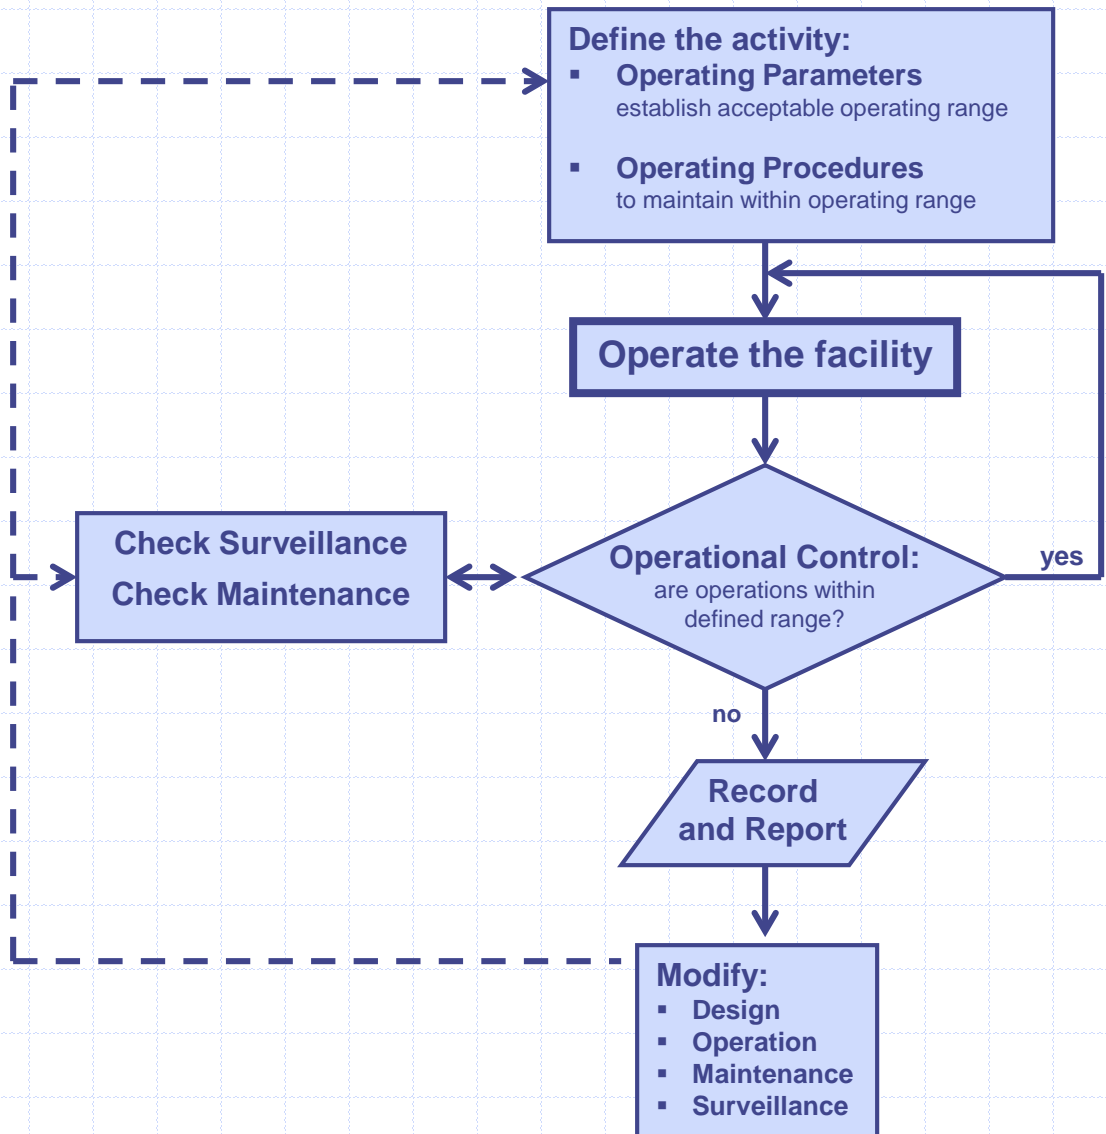 Define the activity:
▪ Operating Parameters
establish acceptable operating range
▪ Operating Procedures
to maintain within operating range
Operate the facility
Check Surveillance
Check Maintenance
Operational Control:
are operations within
defined range?
yes
no
Record
and Report
Modify:
▪ Design
▪ Operation
▪ Maintenance
▪ Surveillance